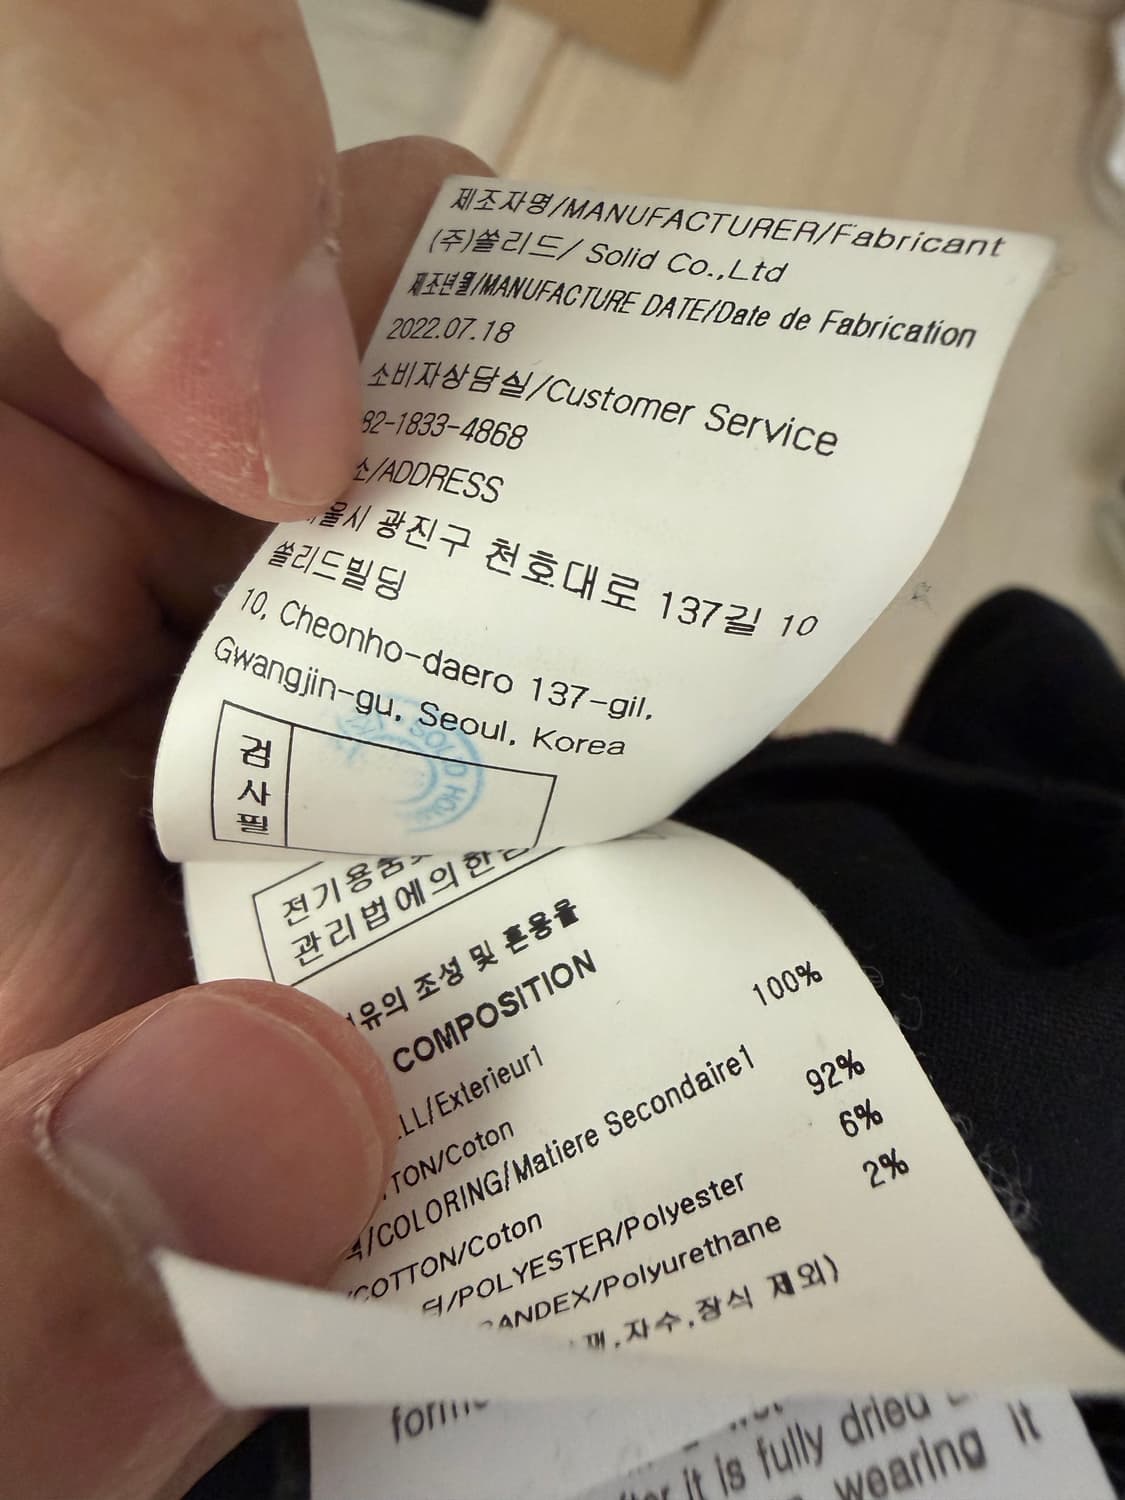 제조자명/MANUFACTURER/Fabricant
(주)쏠리드/ Solid Co.,Ltd
제조년월/MANUFACTURE DATE/Date de Fabrication
2022.07.18
소비자상담실/Customer Service
82-1833-4868
소/ADDRESS
울시 광진구 천호대로 137길 10
쏠리드빌딩
10, Cheonho-daero 137-gil,
Gwangjin-gu, Seoul, Korea
검사필
SOLID
전기용품
관리법에의한
유의 조성 및 혼용율
COMPOSITION
LL/Exterieur1
TON/Coton 100%
/COLORING/Matiere Secondaire1
COTTON/Coton 92%
/POLYESTER/Polyester 6%
ANDEX/Polyurethane 2%
자수,장식 제외)
it is fully dried
wearing it